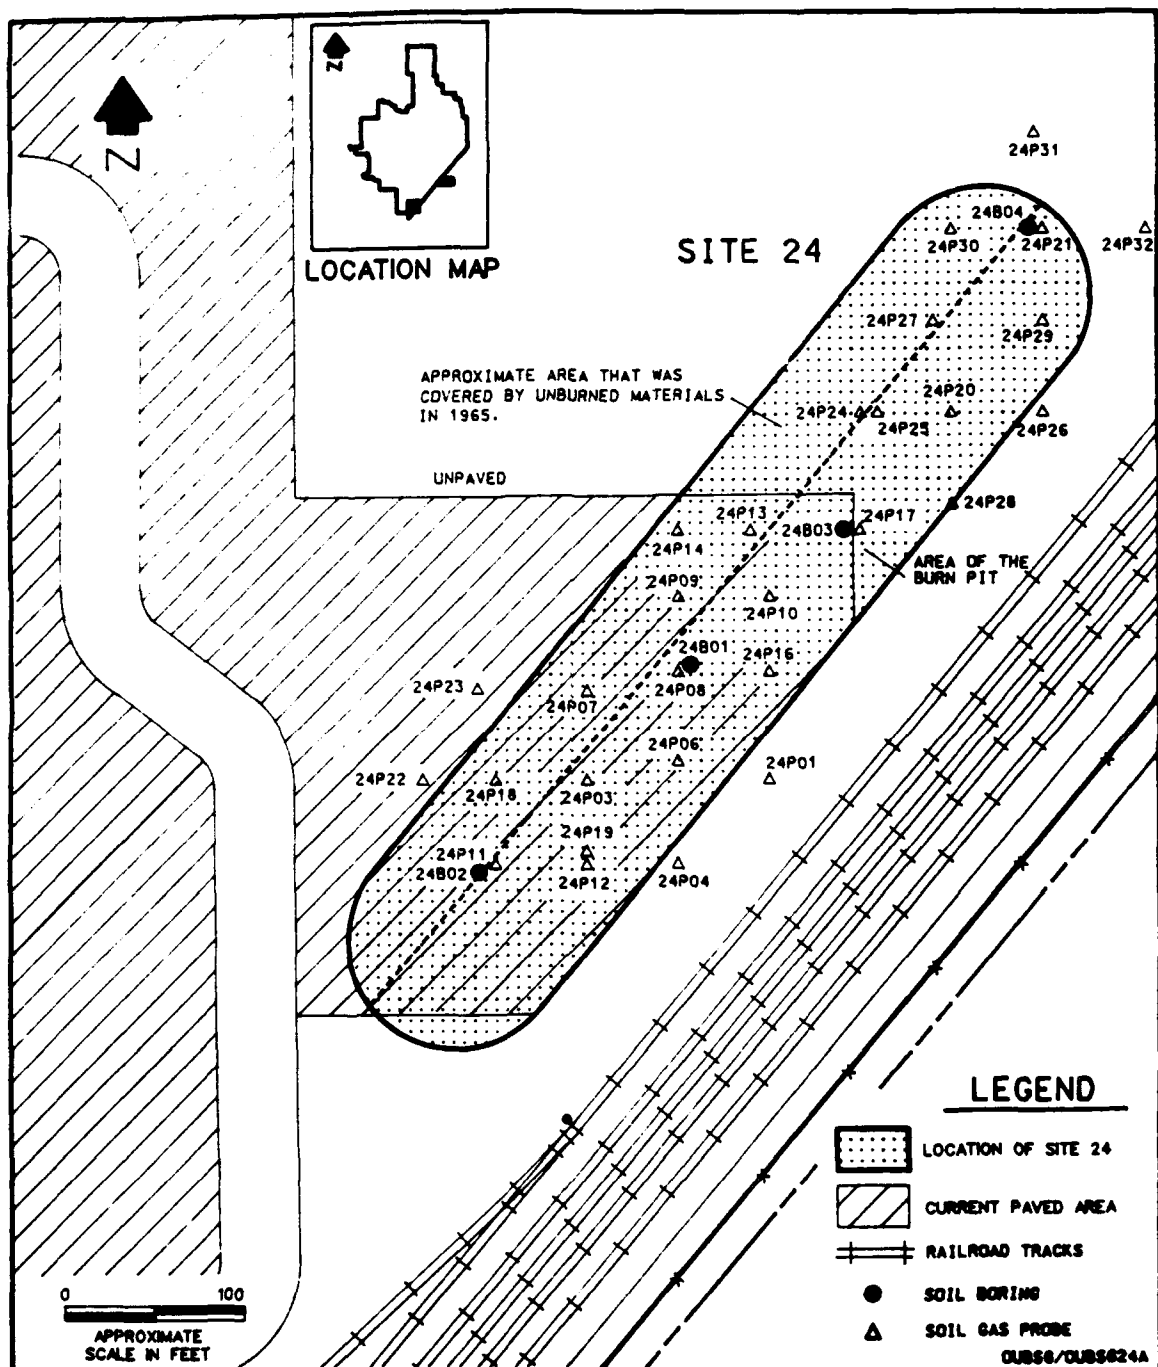 N
N
LOCATION MAP
SITE 24
24P31
24B04
24P30
24P21
24P32
24P27
24P29
APPROXIMATE AREA THAT WAS
COVERED BY UNBURNED MATERIALS
IN 1965.
24P24
24P25
24P20
24P26
UNPAVED
24P28
24P13
24B03
24P17
24P14
AREA OF THE
BURN PIT
24P09
24P10
24B01
24P16
24P08
24P23
24P07
24P06
24P01
24P22
24P18
24P03
24P19
24P11
24B02
24P12
24P04
LEGEND
LOCATION OF SITE 24
CURRENT PAVED AREA
RAILROAD TRACKS
SOIL BORING
SOIL GAS PROBE
0 100
APPROXIMATE
SCALE IN FEET
OUBS6/OUBS624A